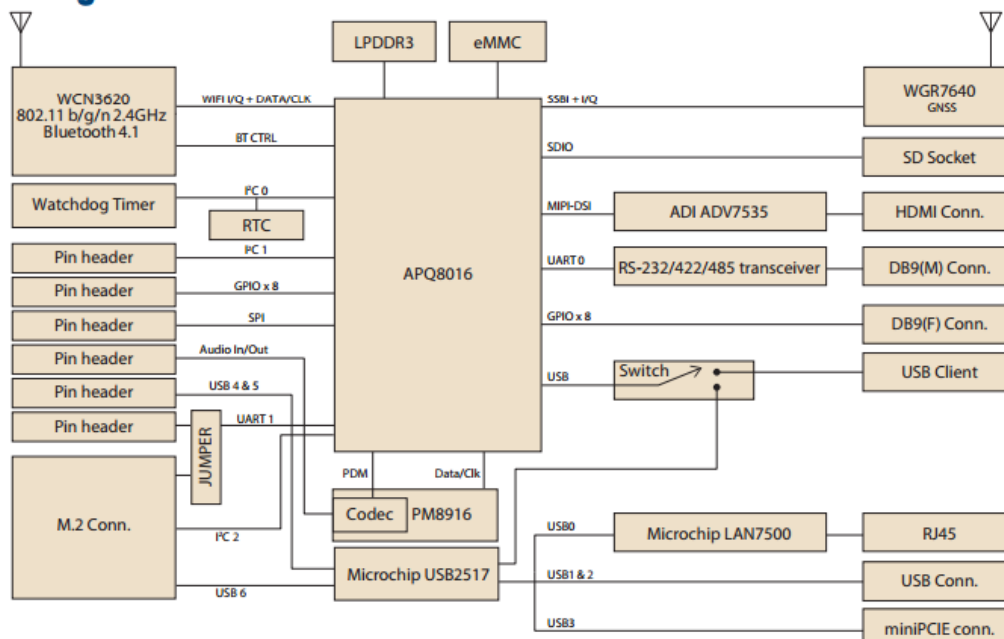 LPDDR3
eMMC
WCN3620
802.11 b/g/n 2.4GHz
Bluetooth 4.1
WIFI I/Q + DATA/CLK
BT CTRL
SSBI + I/Q
WGR7640
GNSS
SDIO
SD Socket
Watchdog Timer
I²C 0
RTC
MIPI-DSI
ADI ADV7535
HDMI Conn.
Pin header
I²C 1
APQ8016
UART 0
RS-232/422/485 transceiver
DB9(M) Conn.
Pin header
GPIO x 8
Pin header
SPI
GPIO x 8
DB9(F) Conn.
Pin header
Audio In/Out
USB
Switch
USB Client
Pin header
USB 4 & 5
Pin header
UART 1
JUMPER
M.2 Conn.
I²C 2
USB 6
PDM
Data/Clk
Codec
PM8916
Microchip USB2517
USB0
Microchip LAN7500
RJ45
USB1 & 2
USB Conn.
USB3
miniPCIE conn.